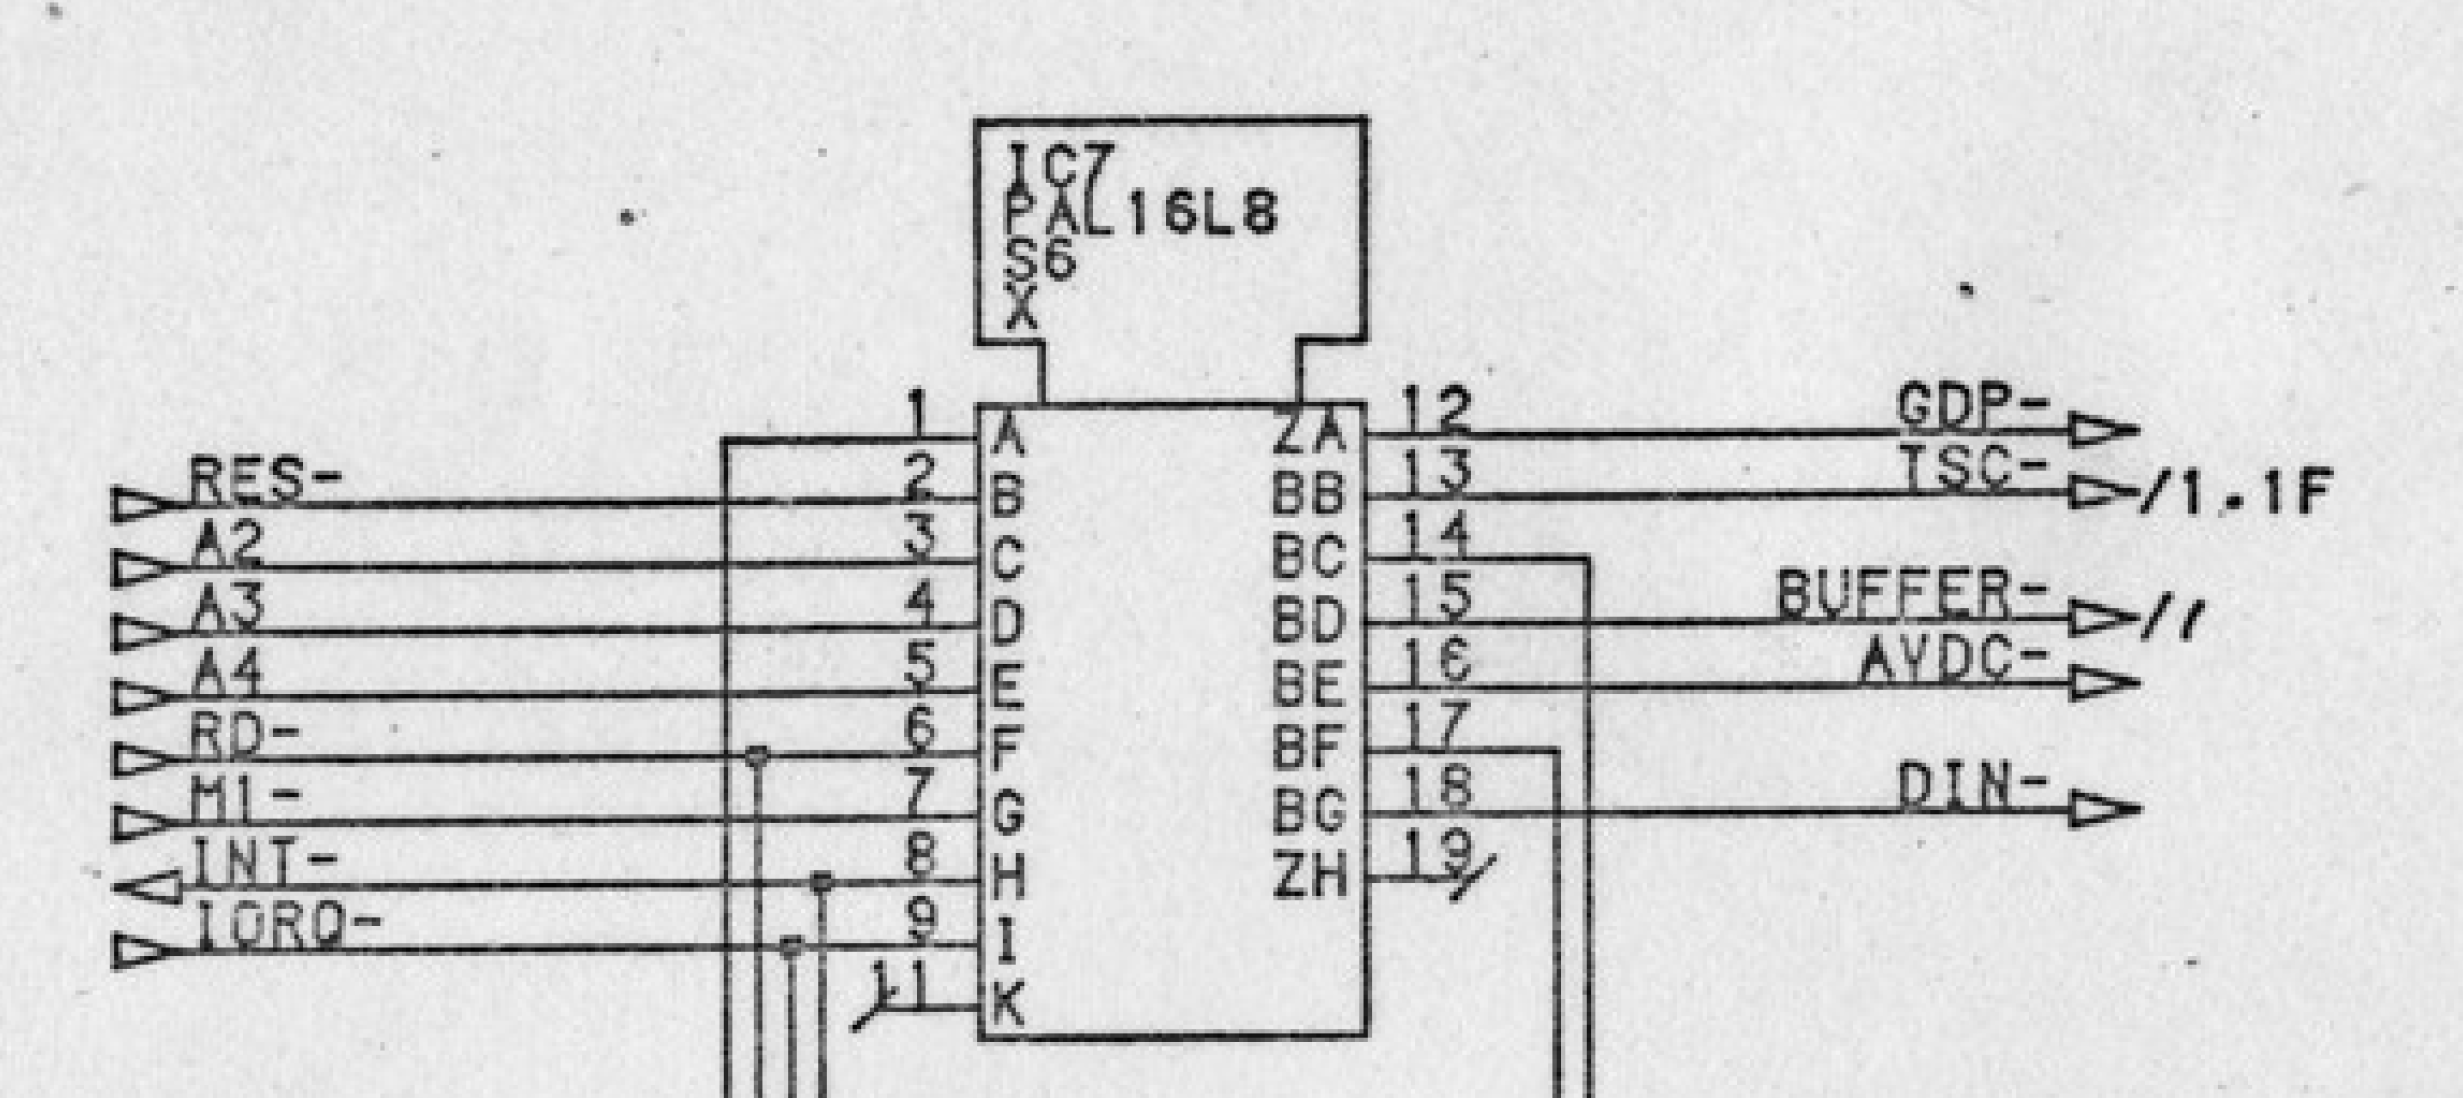 IC7
PAL16L8
S6
X
1 A ZA 12 GDP-
RES- 2 B BB 13 TSC- /1.1F
A2 3 C BC 14
A3 4 D BD 15 BUFFER- //
A4 5 E BE 16 AVDC-
RD- 6 F BF 17
M1- 7 G BG 18 DIN-
INT- 8 H ZH 19
IORQ- 9 I
11 K